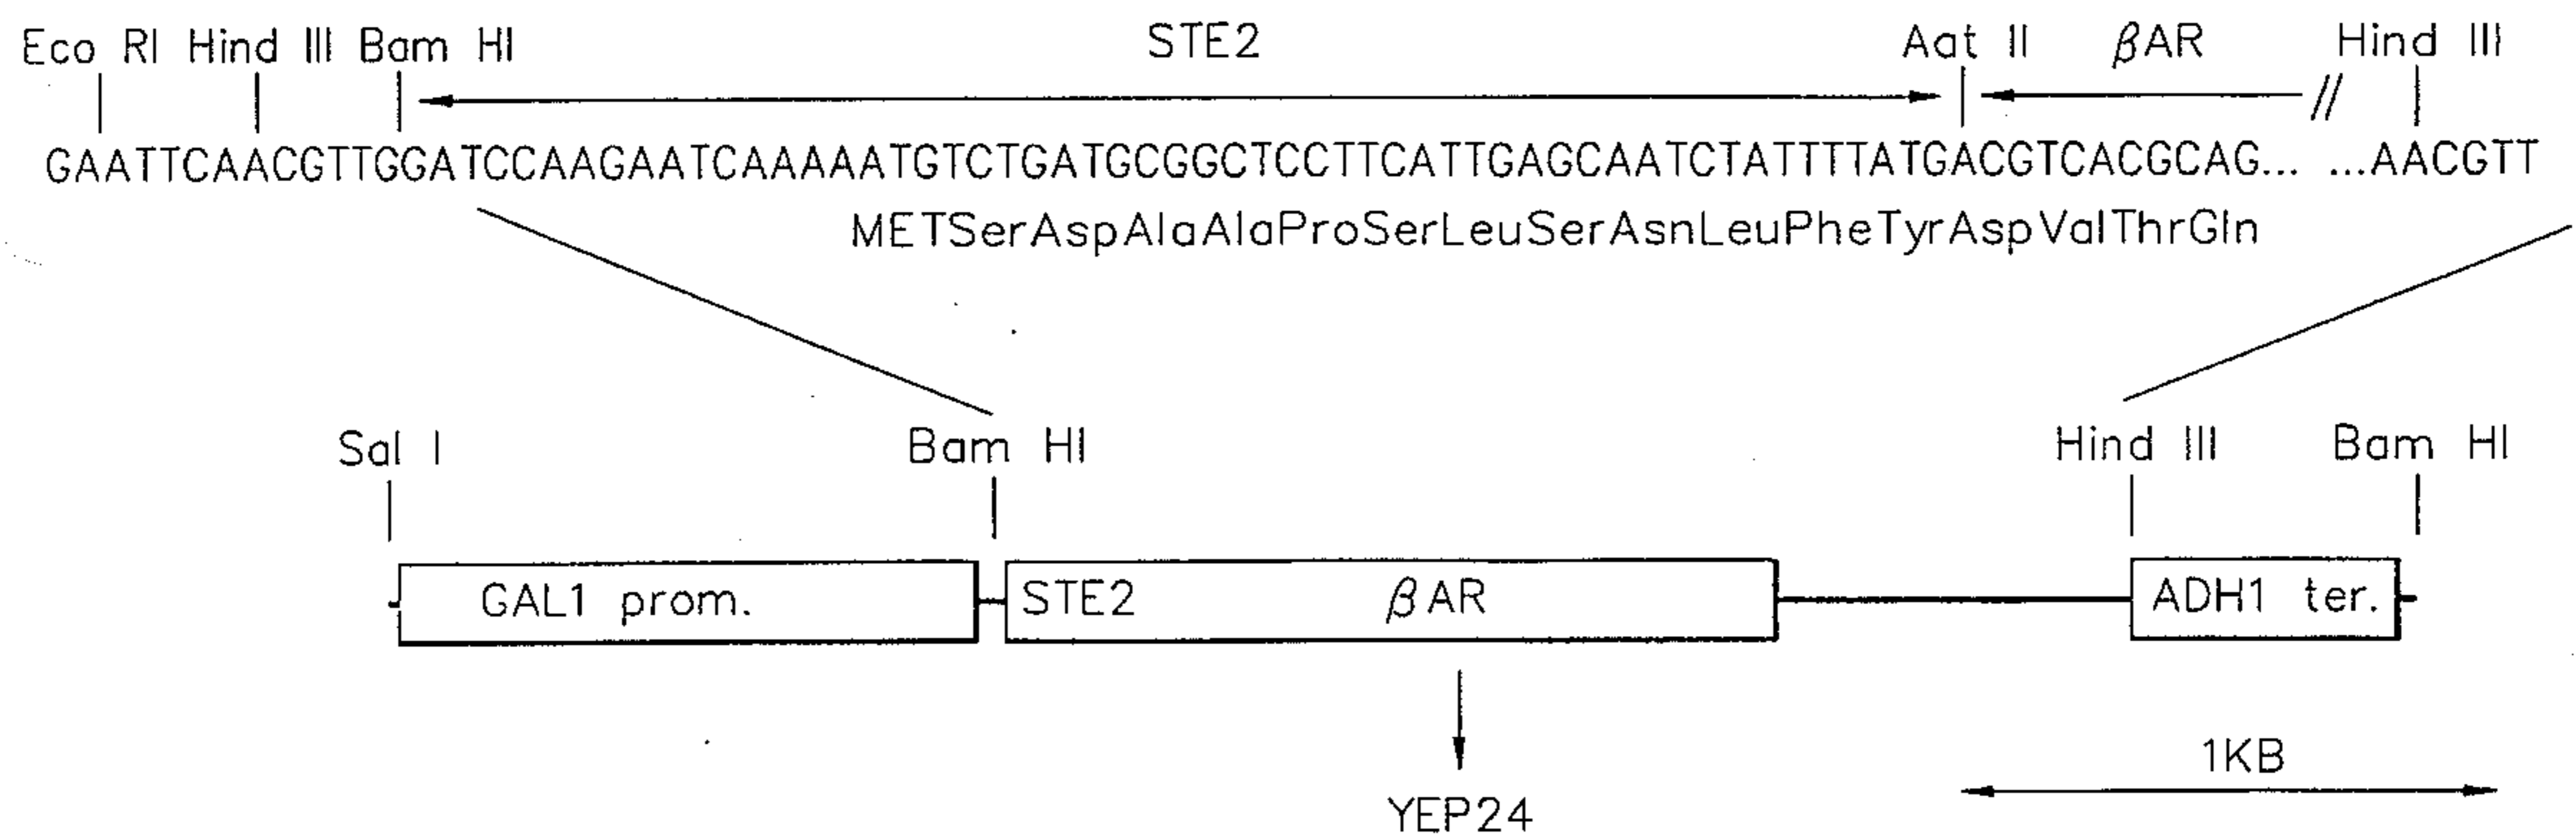 Eco RI Hind III Bam HI STE2 Aat II βAR Hind III
GAATTCAACGTTGGATCCAAGAATCAAAAATGTCTGATGCGGCTCCTTCATTGAGCAATCTATTTTATGACGTCACGCAG... ...AACGTT
METSerAspAlaAlaProSerLeuSerAsnLeuPheTyrAspValThrGln
Sal I Bam HI Hind III Bam HI
GAL1 prom. STE2 βAR ADH1 ter.
1KB
YEP24